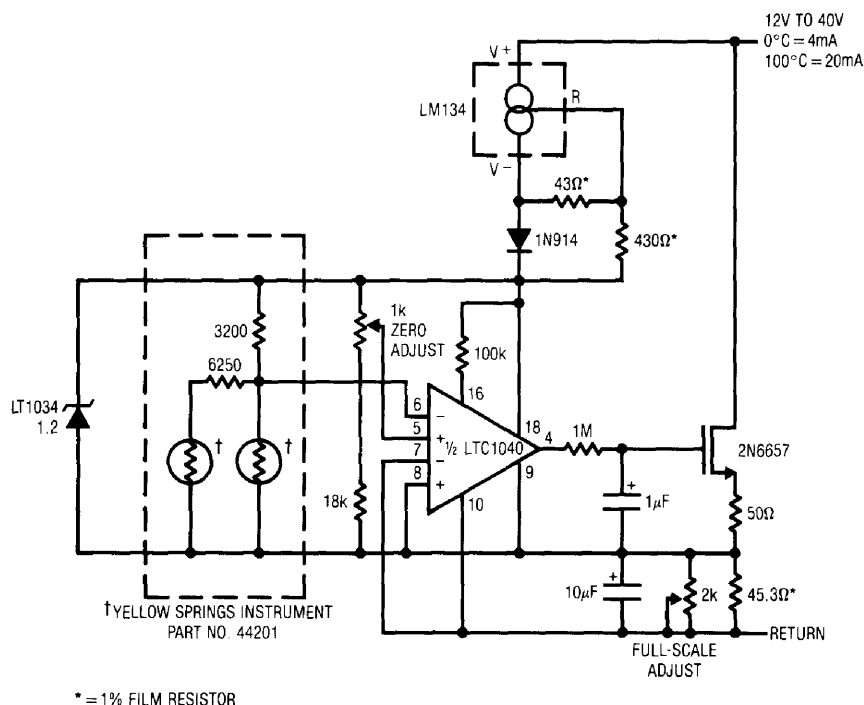 12V TO 40V
0°C = 4mA
100°C = 20mA
V+
R
LM134
V−
43Ω*
1N914
430Ω*
3200
1k
ZERO
ADJUST
6250
100k
LT1034
1.2
16
6
−
5
+
7
−
8
+
½ LTC1040
18
4
9
10
1M
2N6657
†
†
18k
+
1µF
50Ω
+
10µF
2k
45.3Ω*
†YELLOW SPRINGS INSTRUMENT
PART NO. 44201
RETURN
FULL-SCALE
ADJUST
* = 1% FILM RESISTOR